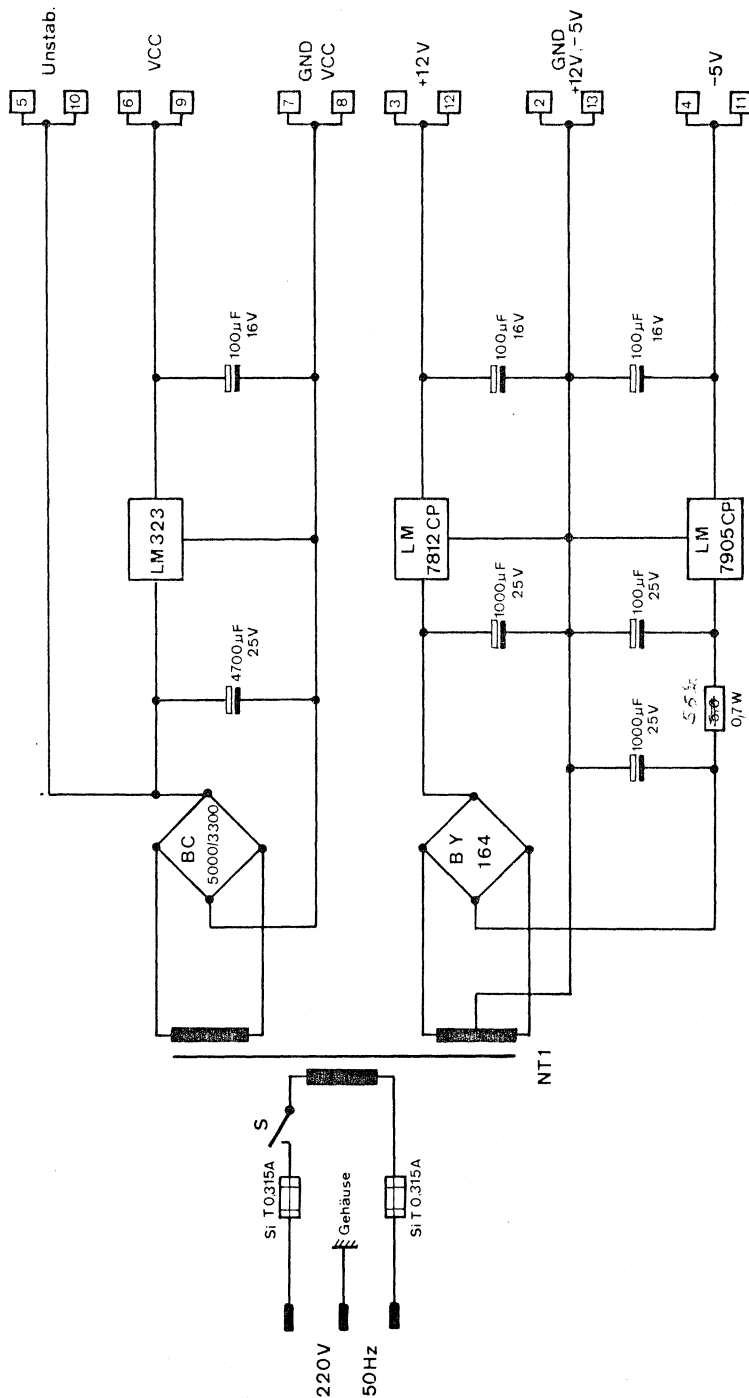 5
10
Unstab.
6
9
VCC
7
8
GND
VCC
3
12
+12V
2
13
GND
+12V, -5V
4
11
-5V
100µF
16V
100µF
16V
100µF
16V
LM323
LM
7812CP
LM
7905CP
4700µF
25V
1000µF
25V
100µF
25V
1000µF
25V
0,7W
BC
5000/3300
BY
164
NT1
S
Si T 0,315A
Gehäuse
Si T 0,315A
220V
50Hz